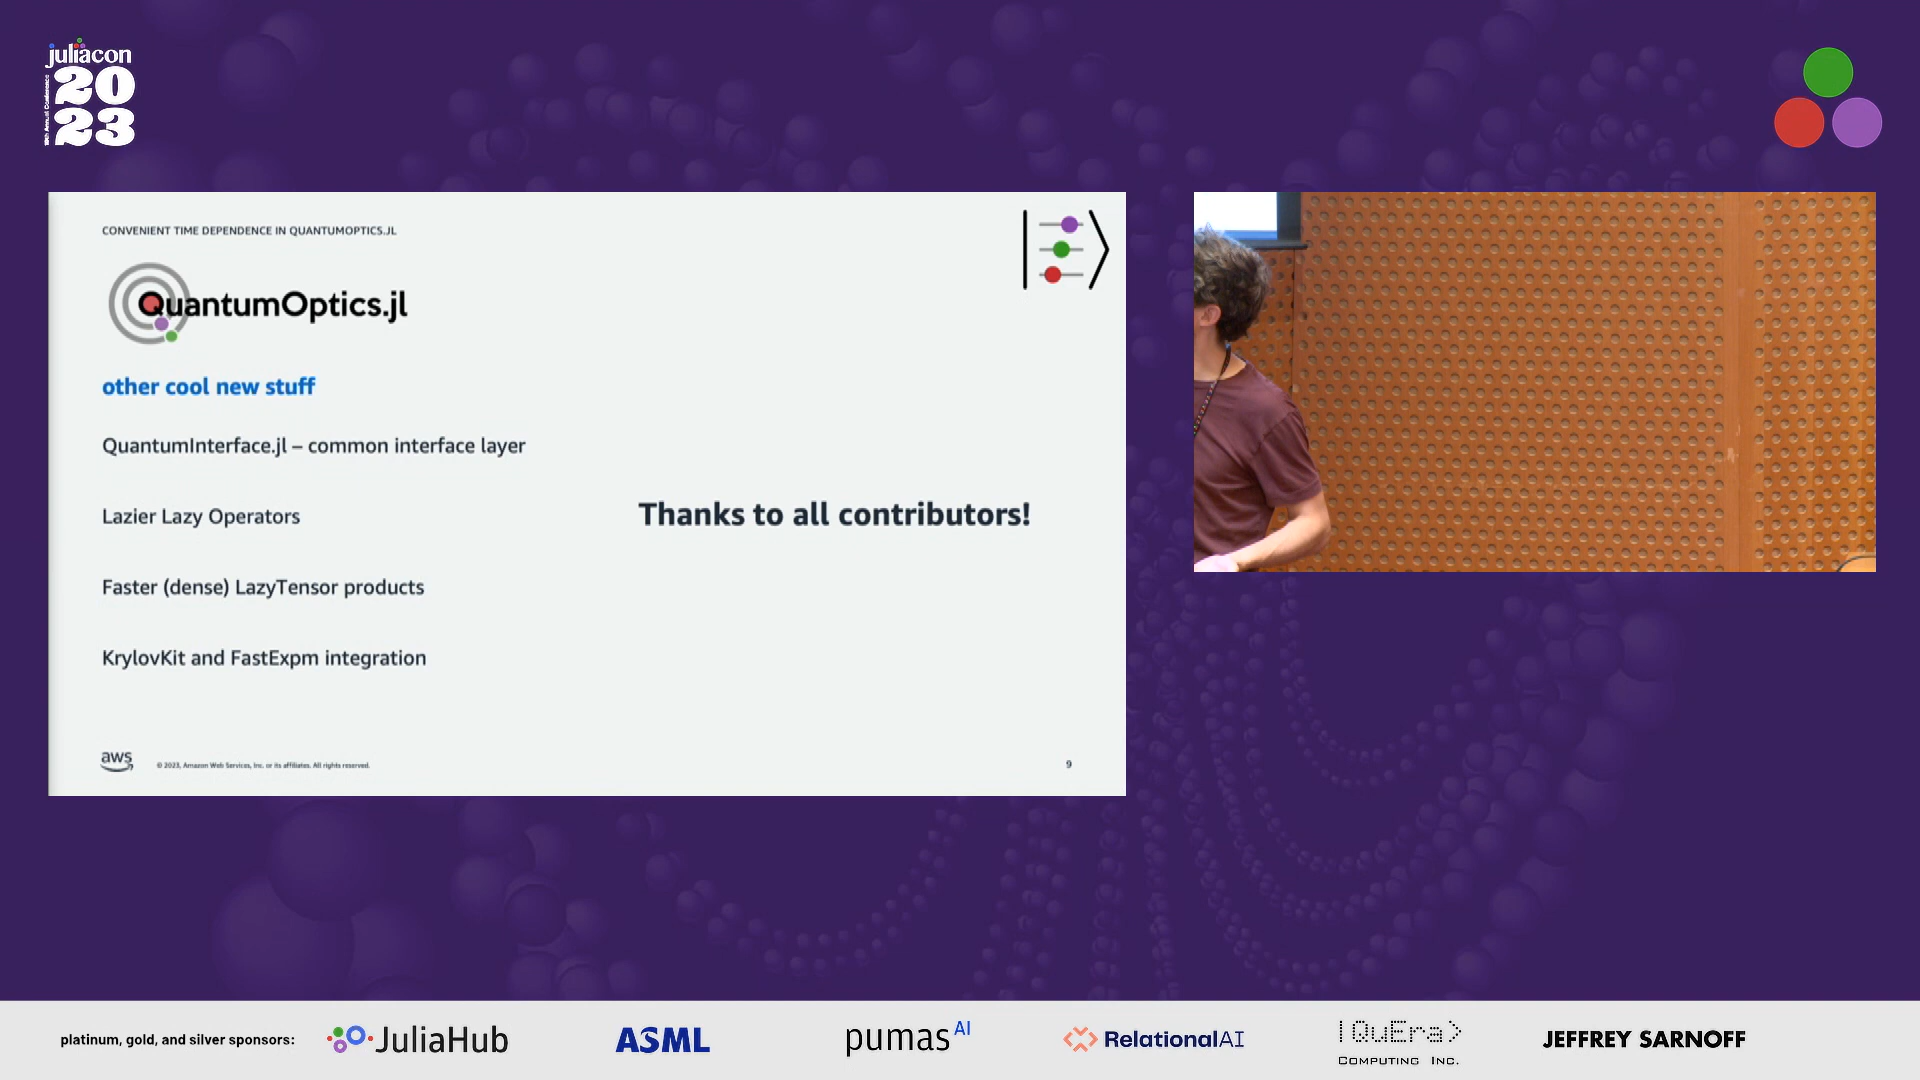 juliacon
2023
CONVENIENT TIME DEPENDENCE IN QUANTUMOPTICS.JL
QuantumOptics.jl
other cool new stuff
QuantumInterface.jl – common interface layer
Lazier Lazy Operators
Thanks to all contributors!
Faster (dense) LazyTensor products
KrylovKit and FastExpm integration
aws
© 2023, Amazon Web Services, Inc. or its affiliates. All rights reserved.
9
platinum, gold, and silver sponsors:
JuliaHub
ASML
pumasAI
RelationalAI
|QuEra>
COMPUTING INC.
JEFFREY SARNOFF